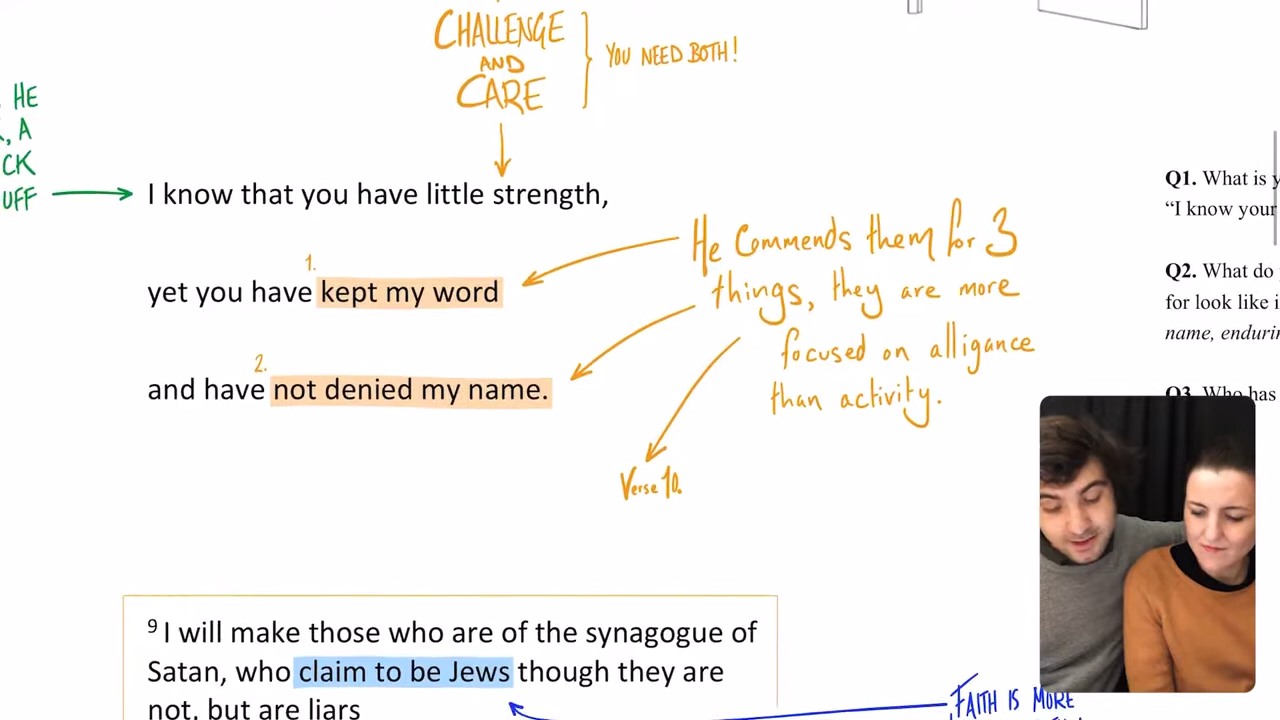 CHALLENGE
AND
CARE
YOU NEED BOTH!
HE
, A
CK
UFF
I know that you have little strength,
1.
yet you have kept my word
2.
and have not denied my name.
He Commends them for 3
things, they are more
focused on alligance
than activity.
Verse 10.
Q1. What is y
“I know your
Q2. What do
for look like i
name, endurin
Q3. Who has
9 I will make those who are of the synagogue of
Satan, who claim to be Jews though they are
not, but are liars
FAITH IS MORE